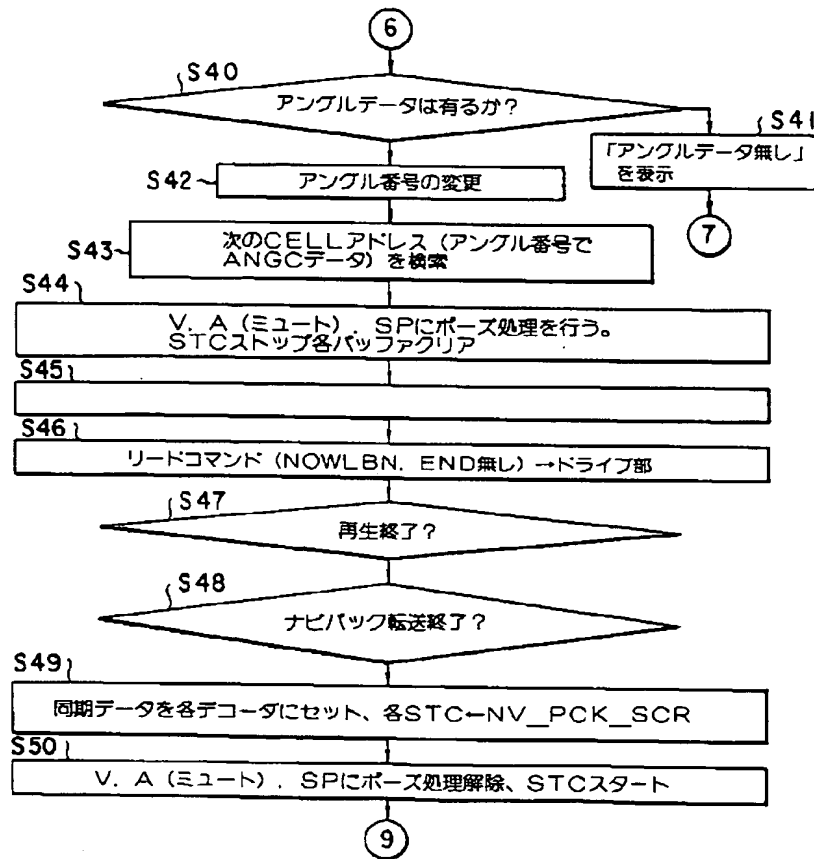 6
S40
アングルデータは有るか?
S41
「アングルデータ無し」
を表示
7
S42
アングル番号の変更
S43
次のCELLアドレス(アングル番号で
ANGCデータ)を検索
S44
V. A(ミュート). SPにポーズ処理を行う。
STCストップ各バッファクリア
S45
S46
リードコマンド(NOWLBN. END無し)→ドライブ部
S47
再生終了?
S48
ナビパック転送終了?
S49
同期データを各デコーダにセット、各STC←NV_PCK_SCR
S50
V. A(ミュート). SPにポーズ処理解除、STCスタート
9